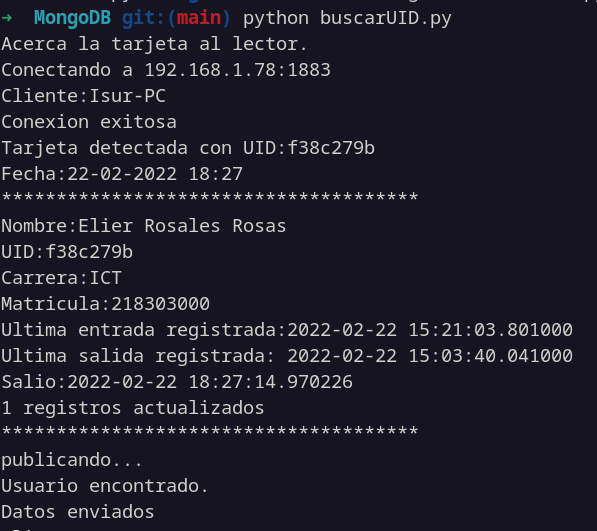 ➜ MongoDB git:(main) python buscarUID.py
Acerca la tarjeta al lector.
Conectando a 192.168.1.78:1883
Cliente:Isur-PC
Conexion exitosa
Tarjeta detectada con UID:f38c279b
Fecha:22-02-2022 18:27
**************************************
Nombre:Elier Rosales Rosas
UID:f38c279b
Carrera:ICT
Matricula:218303000
Ultima entrada registrada:2022-02-22 15:21:03.801000
Ultima salida registrada: 2022-02-22 15:03:40.041000
Salio:2022-02-22 18:27:14.970226
1 registros actualizados
**************************************
publicando...
Usuario encontrado.
Datos enviados